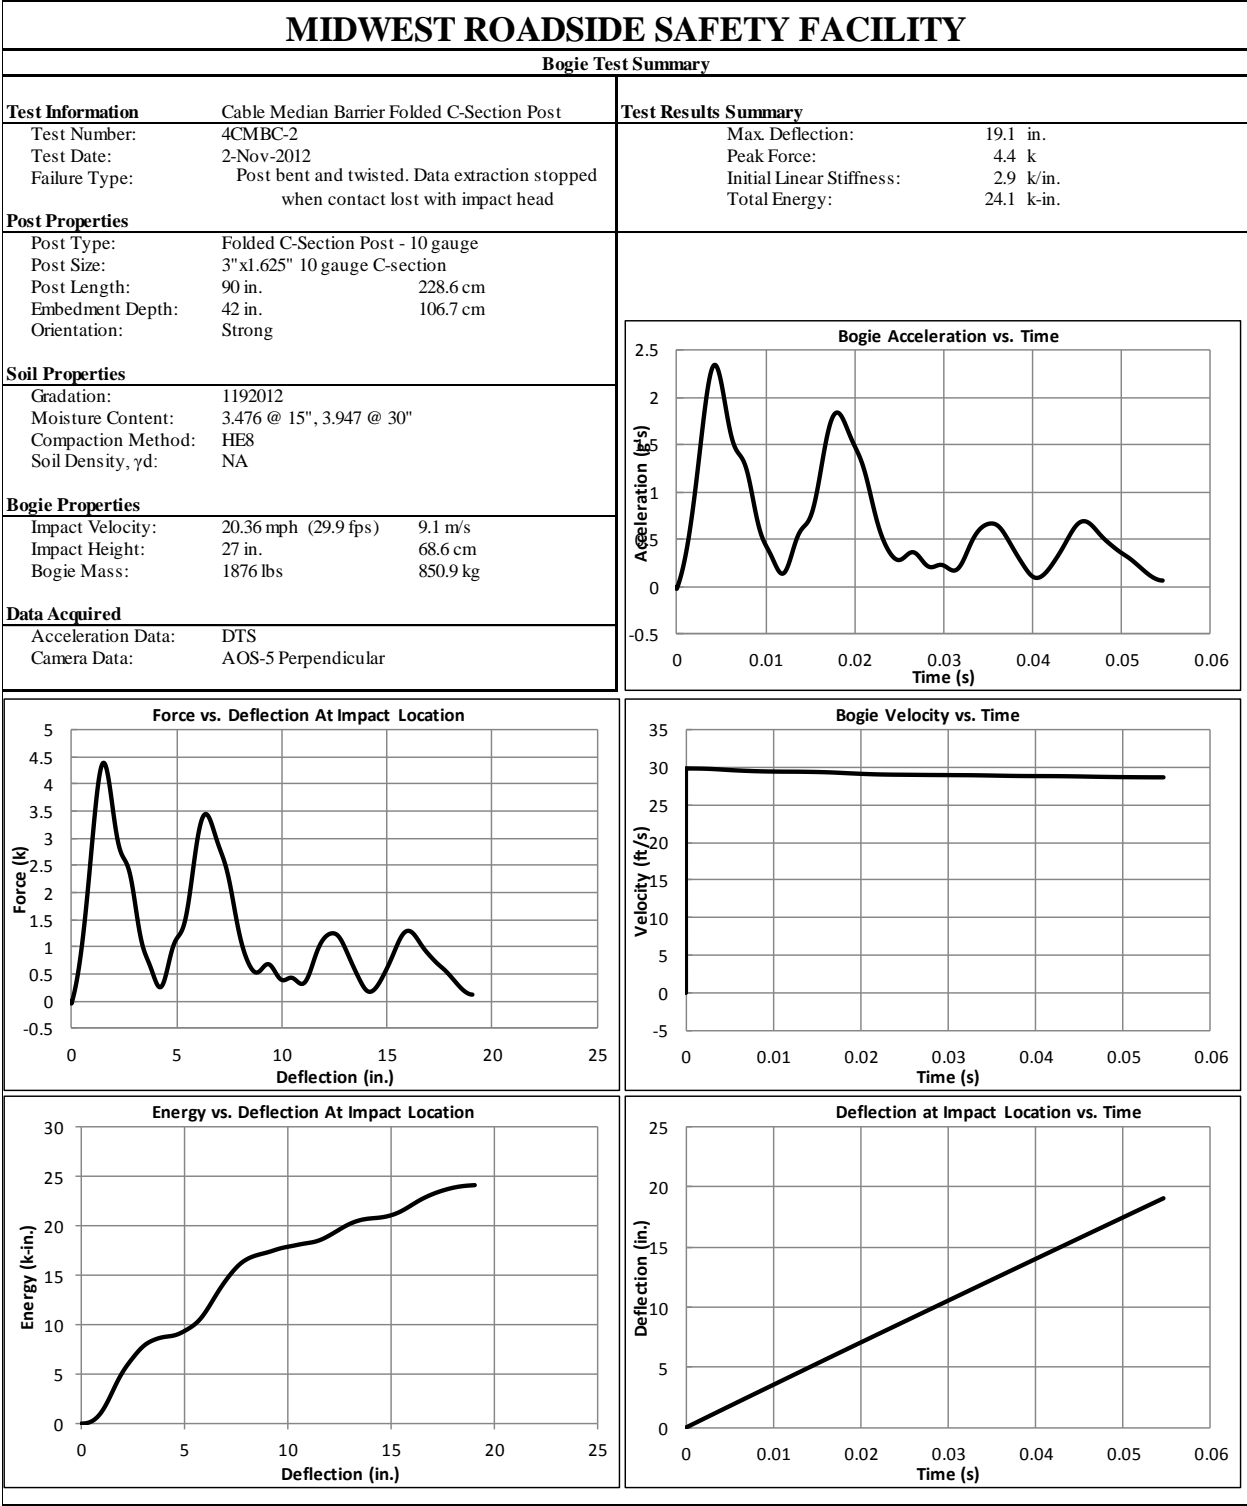 MIDWEST ROADSIDE SAFETY FACILITY
Bogie Test Summary
Test Information Cable Median Barrier Folded C-Section Post
Test Number: 4CMBC-2
Test Date: 2-Nov-2012
Failure Type: Post bent and twisted. Data extraction stopped
when contact lost with impact head
Post Properties
Post Type: Folded C-Section Post - 10 gauge
Post Size: 3"x1.625" 10 gauge C-section
Post Length: 90 in. 228.6 cm
Embedment Depth: 42 in. 106.7 cm
Orientation: Strong
Soil Properties
Gradation: 1192012
Moisture Content: 3.476 @ 15", 3.947 @ 30"
Compaction Method: HE8
Soil Density, γd: NA
Bogie Properties
Impact Velocity: 20.36 mph (29.9 fps) 9.1 m/s
Impact Height: 27 in. 68.6 cm
Bogie Mass: 1876 lbs 850.9 kg
Data Acquired
Acceleration Data: DTS
Camera Data: AOS-5 Perpendicular
Test Results Summary
Max. Deflection: 19.1 in.
Peak Force: 4.4 k
Initial Linear Stiffness: 2.9 k/in.
Total Energy: 24.1 k-in.
Bogie Acceleration vs. Time
Acceleration (g's)
2.5
2
1.5
1
0.5
0
-0.5
0 0.01 0.02 0.03 0.04 0.05 0.06
Time (s)
Force vs. Deflection At Impact Location
Force (k)
5
4.5
4
3.5
3
2.5
2
1.5
1
0.5
0
-0.5
0 5 10 15 20 25
Deflection (in.)
Bogie Velocity vs. Time
Velocity (ft/s)
35
30
25
20
15
10
5
0
-5
0 0.01 0.02 0.03 0.04 0.05 0.06
Time (s)
Energy vs. Deflection At Impact Location
Energy (k-in.)
30
25
20
15
10
5
0
0 5 10 15 20 25
Deflection (in.)
Deflection at Impact Location vs. Time
Deflection (in.)
25
20
15
10
5
0
0 0.01 0.02 0.03 0.04 0.05 0.06
Time (s)